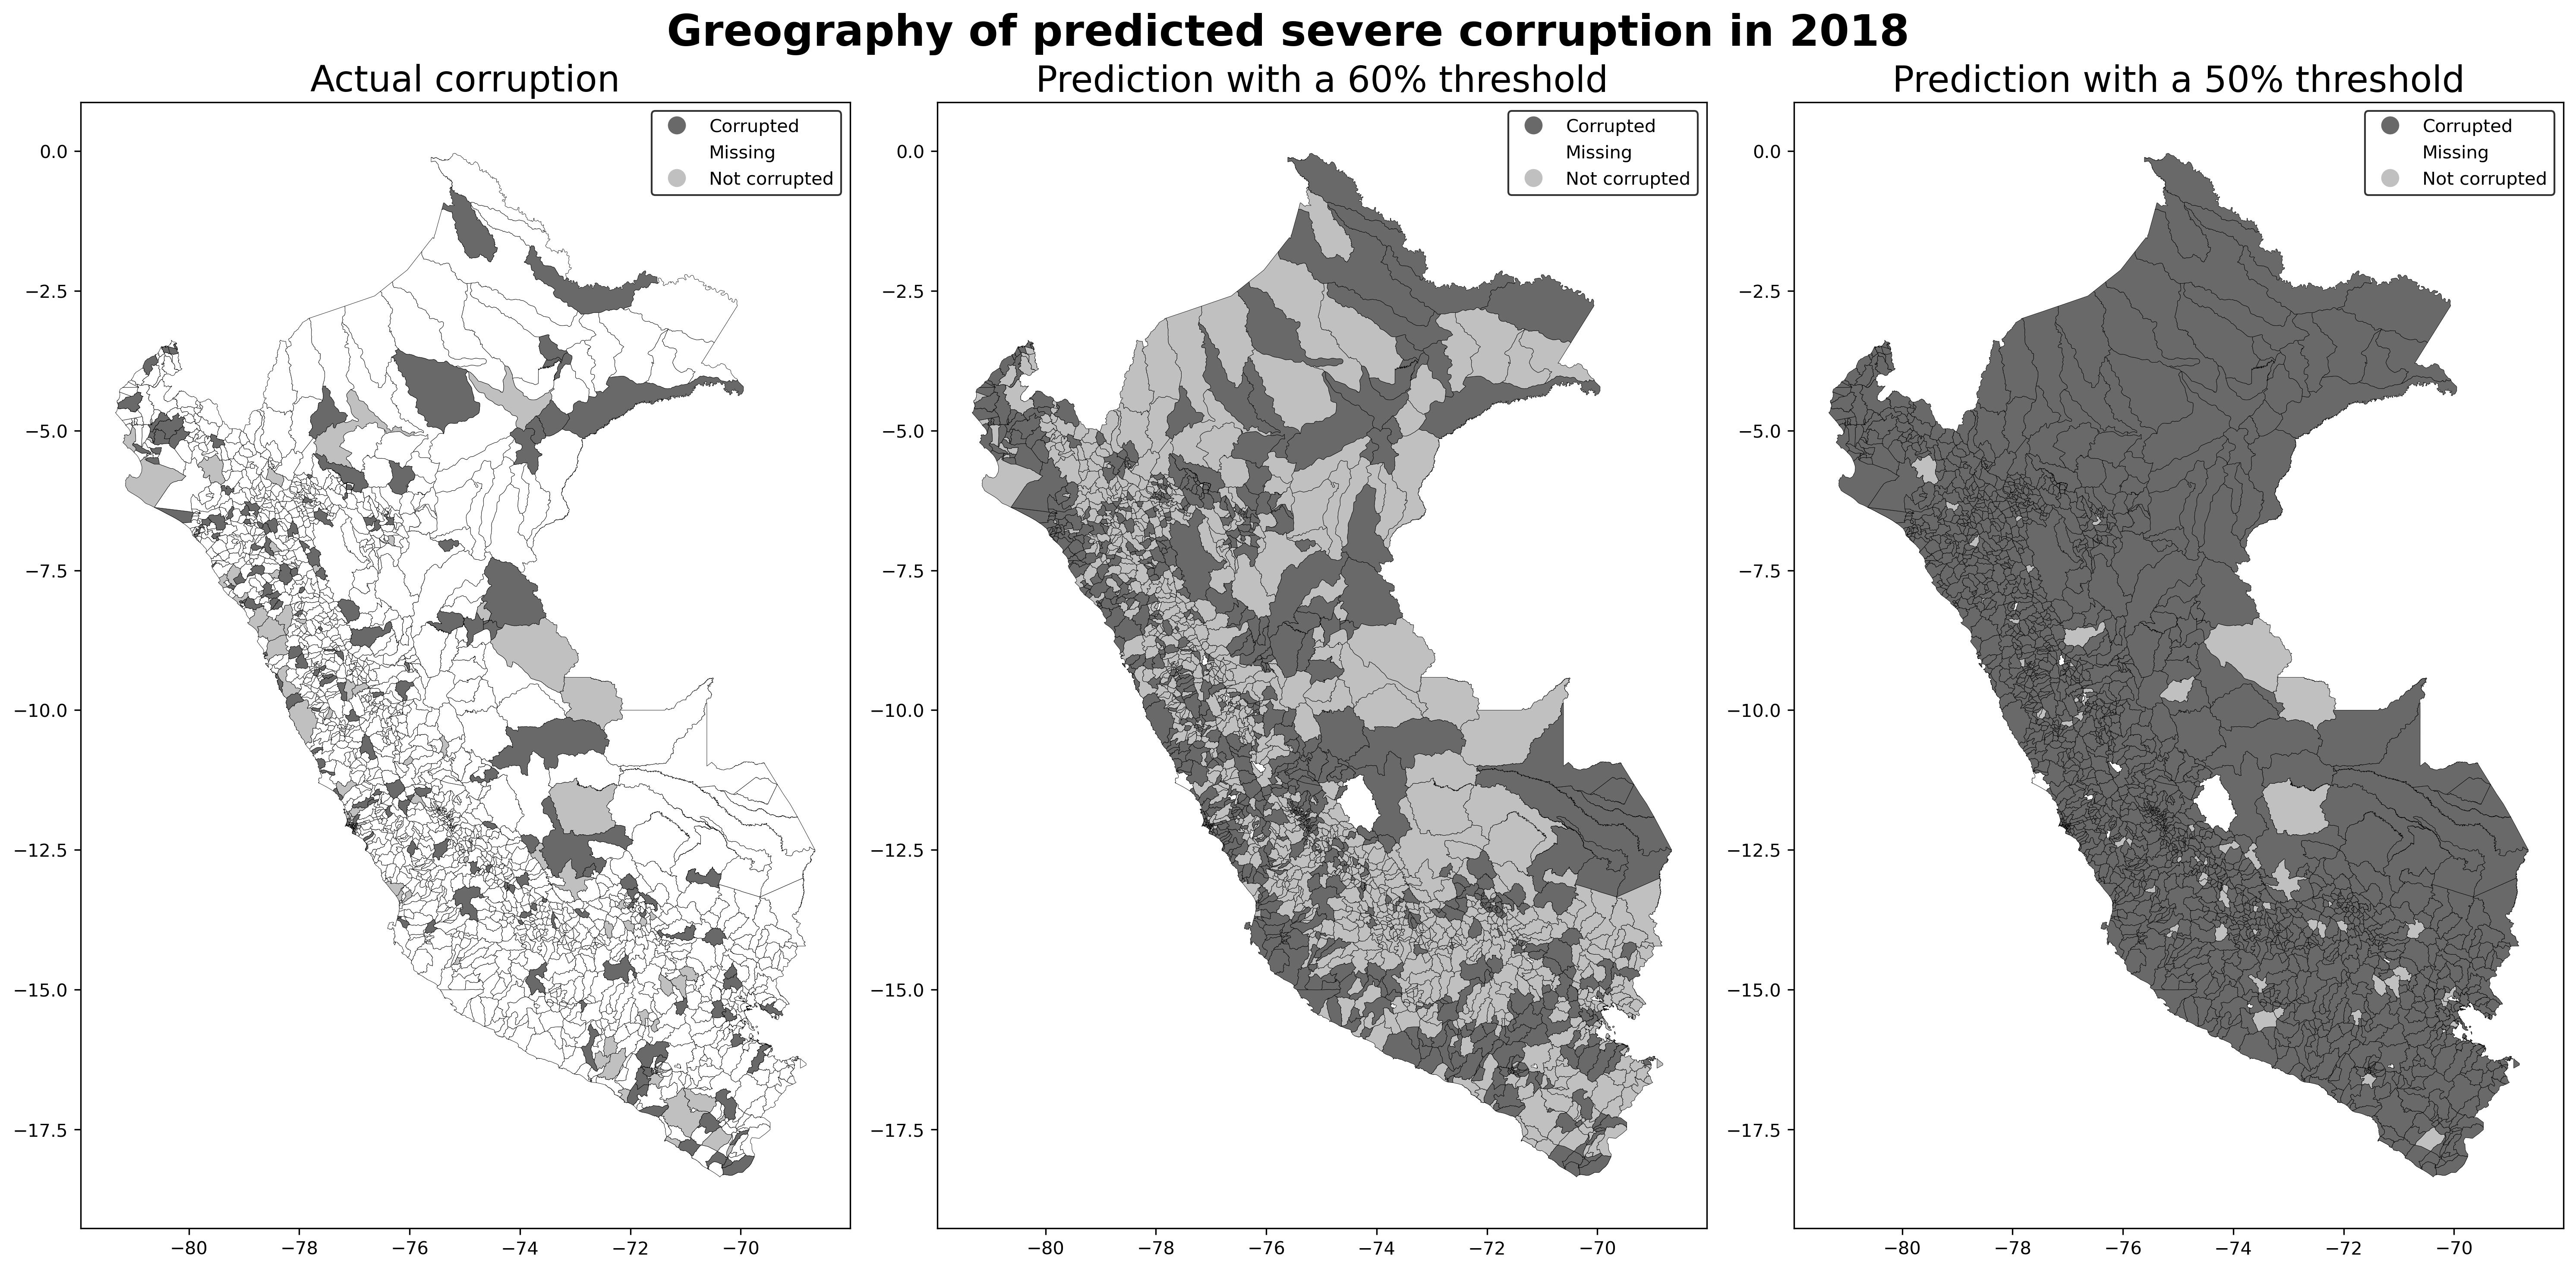 Greography of predicted severe corruption in 2018
Actual corruption
Corrupted
Missing
Not corrupted
0.0
−2.5
−5.0
−7.5
−10.0
−12.5
−15.0
−17.5
−80 −78 −76 −74 −72 −70
Prediction with a 60% threshold
Corrupted
Missing
Not corrupted
0.0
−2.5
−5.0
−7.5
−10.0
−12.5
−15.0
−17.5
−80 −78 −76 −74 −72 −70
Prediction with a 50% threshold
Corrupted
Missing
Not corrupted
0.0
−2.5
−5.0
−7.5
−10.0
−12.5
−15.0
−17.5
−80 −78 −76 −74 −72 −70